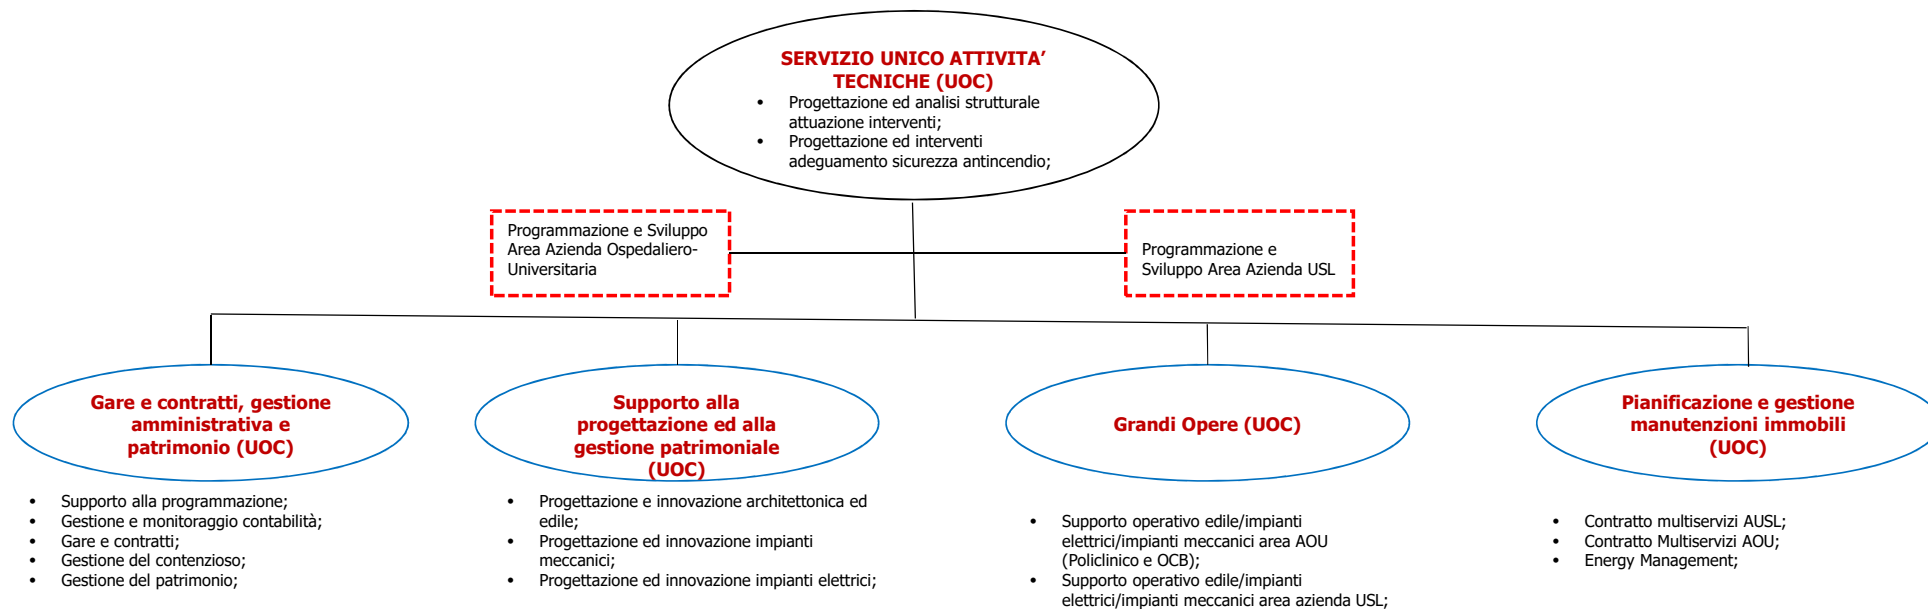 SERVIZIO UNICO ATTIVITA’
TECNICHE (UOC)
• Progettazione ed analisi strutturale
attuazione interventi;
• Progettazione ed interventi
adeguamento sicurezza antincendio;
Programmazione e Sviluppo
Area Azienda Ospedaliero-
Universitaria
Programmazione e
Sviluppo Area Azienda USL
Gare e contratti, gestione
amministrativa e
patrimonio (UOC)
• Supporto alla programmazione;
• Gestione e monitoraggio contabilità;
• Gare e contratti;
• Gestione del contenzioso;
• Gestione del patrimonio;
Supporto alla
progettazione ed alla
gestione patrimoniale
(UOC)
• Progettazione e innovazione architettonica ed
edile;
• Progettazione ed innovazione impianti
meccanici;
• Progettazione ed innovazione impianti elettrici;
Grandi Opere (UOC)
• Supporto operativo edile/impianti
elettrici/impianti meccanici area AOU
(Policlinico e OCB);
• Supporto operativo edile/impianti
elettrici/impianti meccanici area azienda USL;
Pianificazione e gestione
manutenzioni immobili
(UOC)
• Contratto multiservizi AUSL;
• Contratto Multiservizi AOU;
• Energy Management;